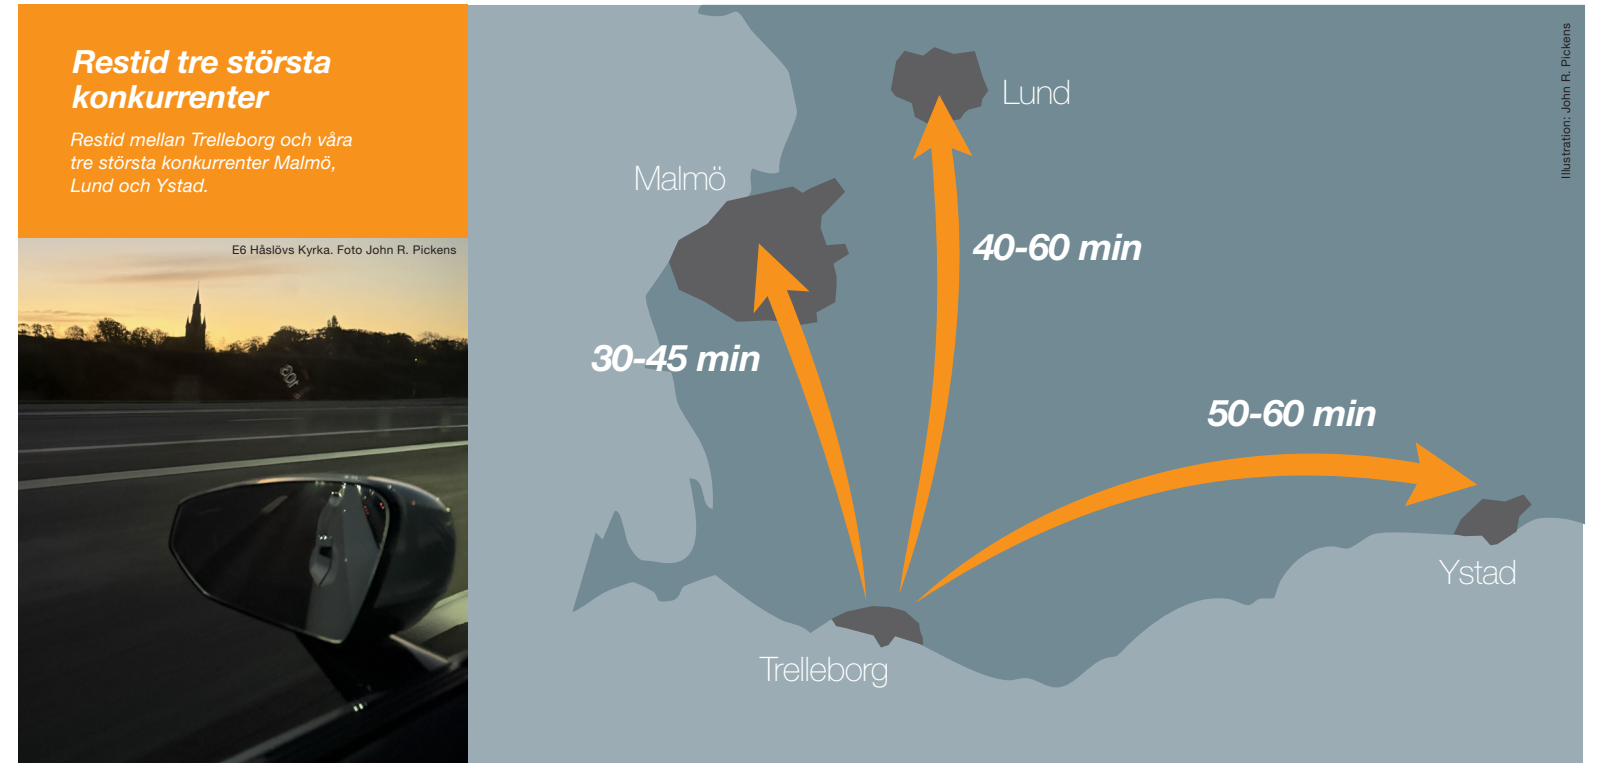 Restid tre största
konkurrenter
Restid mellan Trelleborg och våra
tre största konkurrenter Malmö,
Lund och Ystad.
E6 Håslövs Kyrka. Foto John R. Pickens
Illustration: John R. Pickens
Lund
Malmö
40-60 min
30-45 min
50-60 min
Ystad
Trelleborg